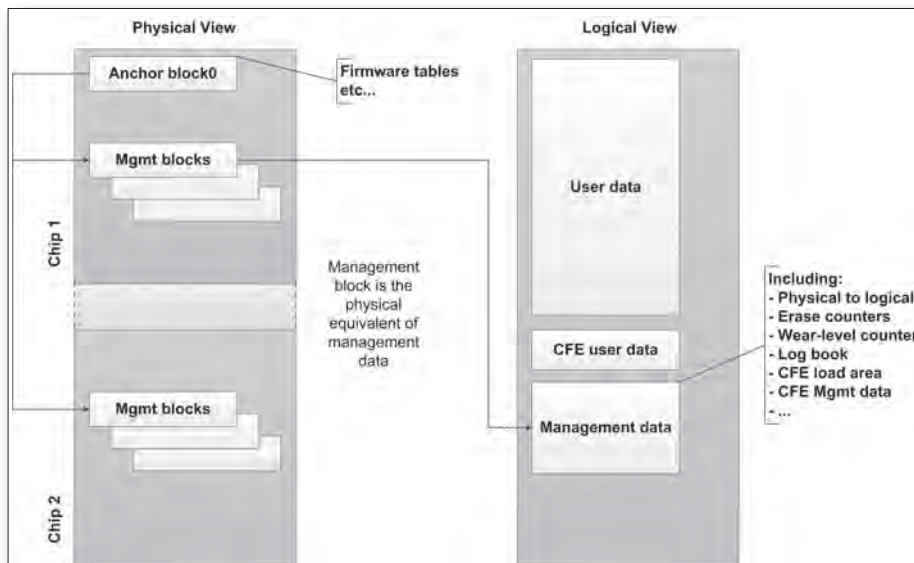 Physical View
Logical View
Anchor block0
Firmware tables
etc...
Mgmt blocks
Chip 1
User data
Management
block is the
physical
equivalent of
management
data
Including:
- Physical to logical
- Erase counters
- Wear-level counter
- Log book
- CFE load area
- CFE Mgmt data
- ...
CFE user data
Mgmt blocks
Management data
Chip 2